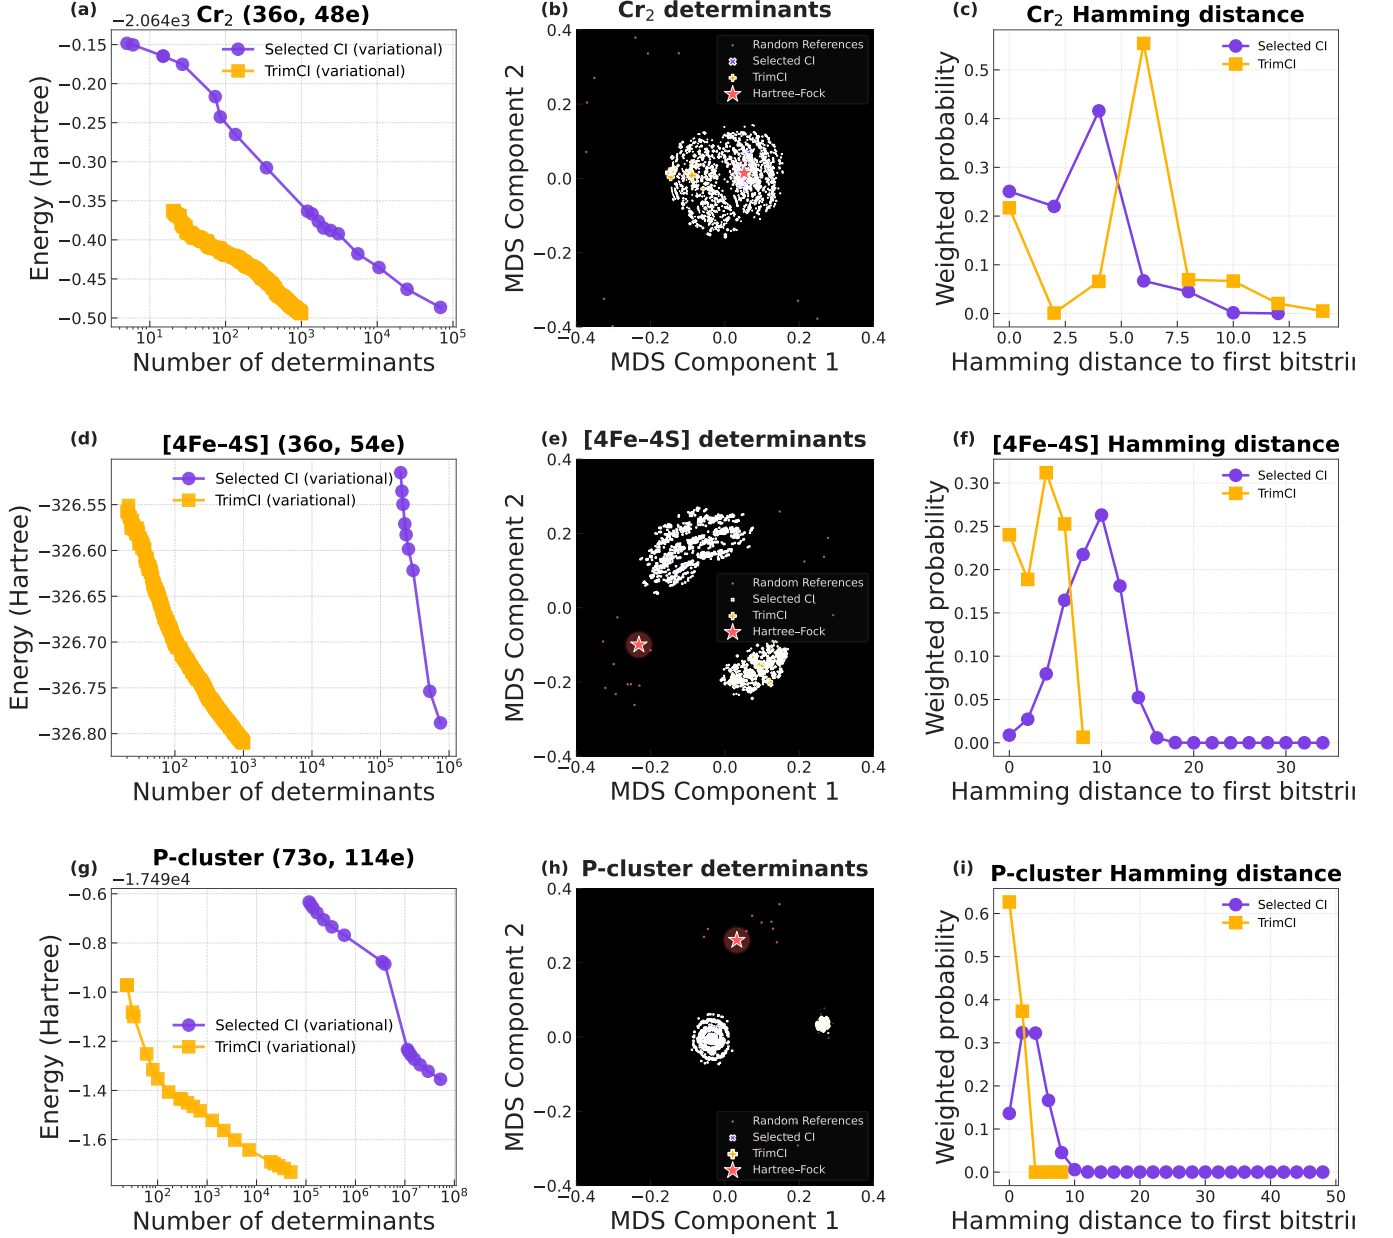 (a) Cr₂ (36o, 48e)
−2.064e3
Selected CI (variational)
TrimCI (variational)
−0.15
−0.20
−0.25
−0.30
−0.35
−0.40
−0.45
−0.50
Energy (Hartree)
10¹ 10² 10³ 10⁴ 10⁵
Number of determinants
(b) Cr₂ determinants
Random References
Selected CI
TrimCI
Hartree–Fock
0.4
0.2
0.0
−0.2
−0.4
MDS Component 2
−0.4 −0.2 0.0 0.2 0.4
MDS Component 1
(c) Cr₂ Hamming distance
Selected CI
TrimCI
0.5
0.4
0.3
0.2
0.1
0.0
Weighted probability
0.0 2.5 5.0 7.5 10.0 12.5
Hamming distance to first bitstri
(d) [4Fe–4S] (36o, 54e)
Selected CI (variational)
TrimCI (variational)
−326.55
−326.60
−326.65
−326.70
−326.75
−326.80
Energy (Hartree)
10² 10³ 10⁴ 10⁵ 10⁶
Number of determinants
(e) [4Fe–4S] determinants
0.4
0.2
0.0
−0.2
−0.4
MDS Component 2
Random References
Selected CI
TrimCI
Hartree–Fock
−0.4 −0.2 0.0 0.2 0.4
MDS Component 1
(f) [4Fe–4S] Hamming distance
Selected CI
TrimCI
0.30
0.25
0.20
0.15
0.10
0.05
0.00
Weighted probability
0 10 20 30
Hamming distance to first bitstri
(g) P-cluster (73o, 114e)
−1.749e4
−0.6
−0.8
−1.0
−1.2
−1.4
−1.6
Energy (Hartree)
Selected CI (variational)
TrimCI (variational)
10² 10³ 10⁴ 10⁵ 10⁶ 10⁷ 10⁸
Number of determinants
(h) P-cluster determinants
0.4
0.2
0.0
−0.2
−0.4
MDS Component 2
Random References
Selected CI
TrimCI
Hartree–Fock
−0.4 −0.2 0.0 0.2 0.4
MDS Component 1
(i) P-cluster Hamming distance
Selected CI
TrimCI
0.6
0.5
0.4
0.3
0.2
0.1
0.0
Weighted probability
0 10 20 30 40 50
Hamming distance to first bitstri